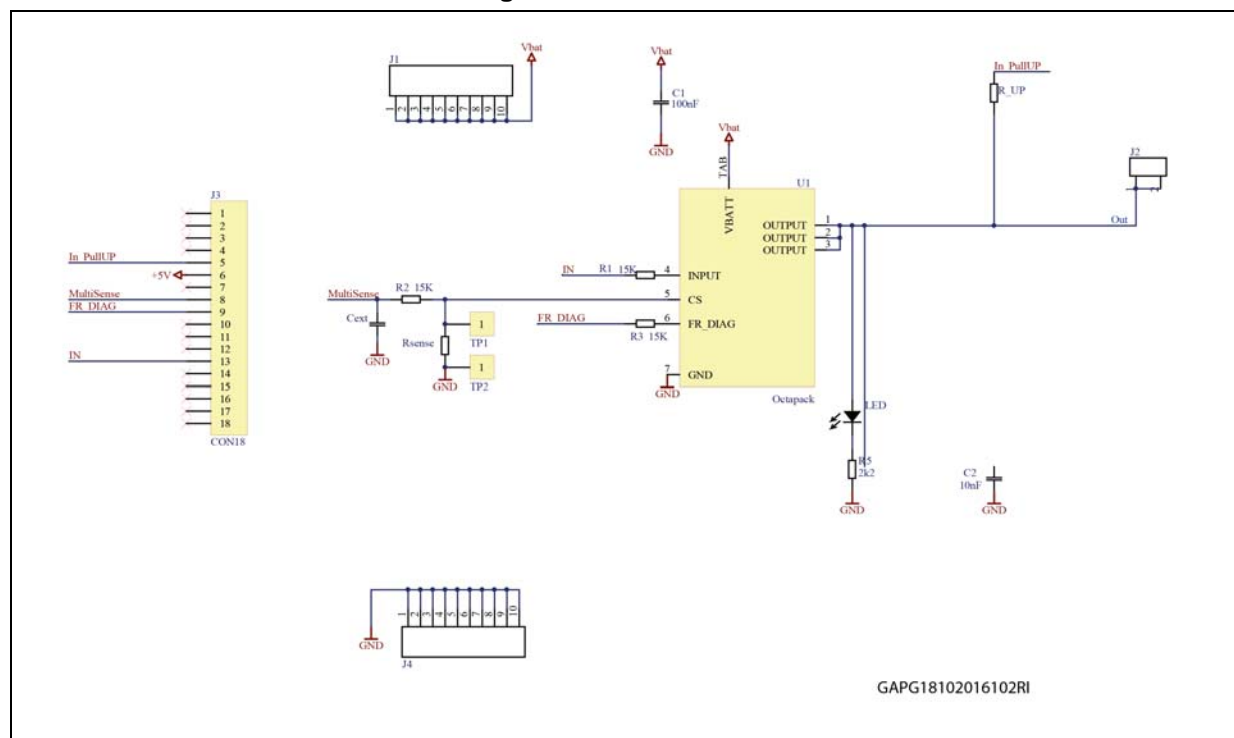 J1
1 2 3 4 5 6 7 8 9 10
Vbat
Vbat
C1
100nF
GND
In_PullUP
R_UP
J2
Out
Vbat
TAB
U1
VBATT
OUTPUT 1
OUTPUT 2
OUTPUT 3
IN R1 15K 4 INPUT
5 CS
FR_DIAG 6 FR_DIAG
R3 15K
7 GND
GND
Octapack
J3
1
2
3
4
In_PullUP 5
+5V 6
7
MultiSense 8
FR_DIAG 9
10
11
12
IN 13
14
15
16
17
18
CON18
MultiSense R2 15K
Cext
GND
Rsense
1
TP1
1
TP2
GND
LED
R5
2k2
GND
C2
10nF
GND
1 2 3 4 5 6 7 8 9 10
GND
J4
GAPG18102016102RI